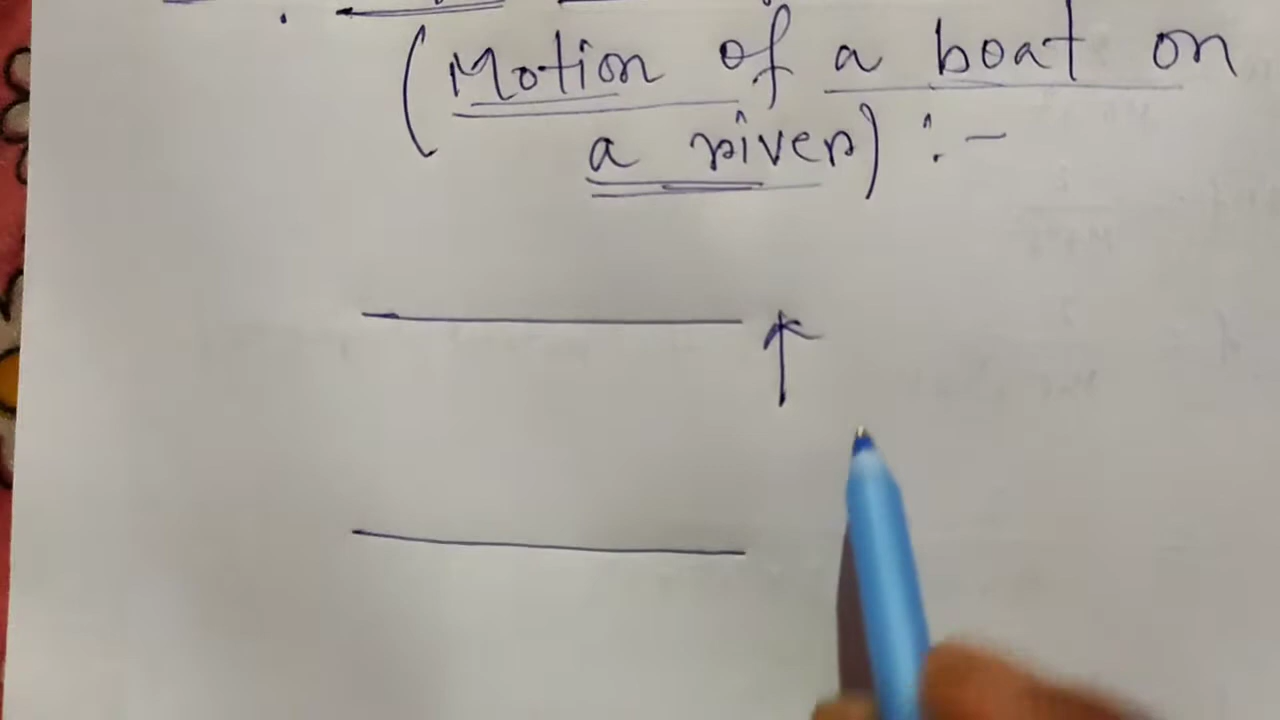 (Motion of a boat on
a river) :-